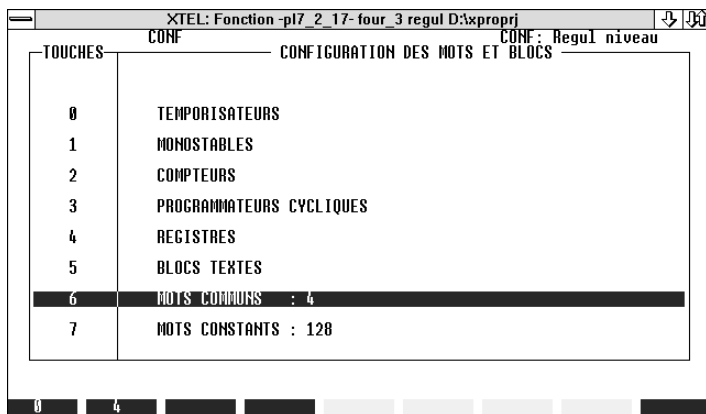 XTEL: Fonction -pl7_2_17- four_3 regul D:\xproprj
CONF CONF: Regul niveau
TOUCHES CONFIGURATION DES MOTS ET BLOCS
0 TEMPORISATEURS
1 MONOSTABLES
2 COMPTEURS
3 PROGRAMMATEURS CYCLIQUES
4 REGISTRES
5 BLOCS TEXTES
6 MOTS COMMUNS : 4
7 MOTS CONSTANTS : 128
0 4